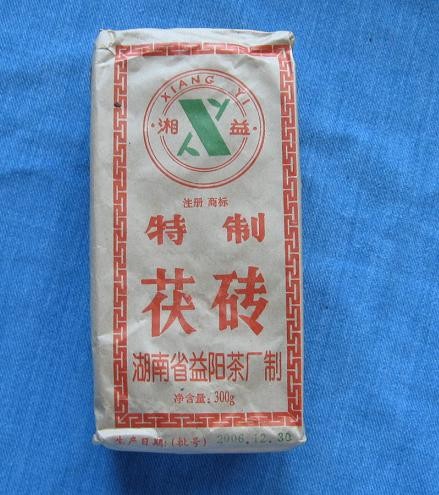 XIANG YI
·湘 益·
注册 商标
特 制
茯砖
湖南省益阳茶厂制
净含量:300g
生产日期:(批号) 2006.12.30